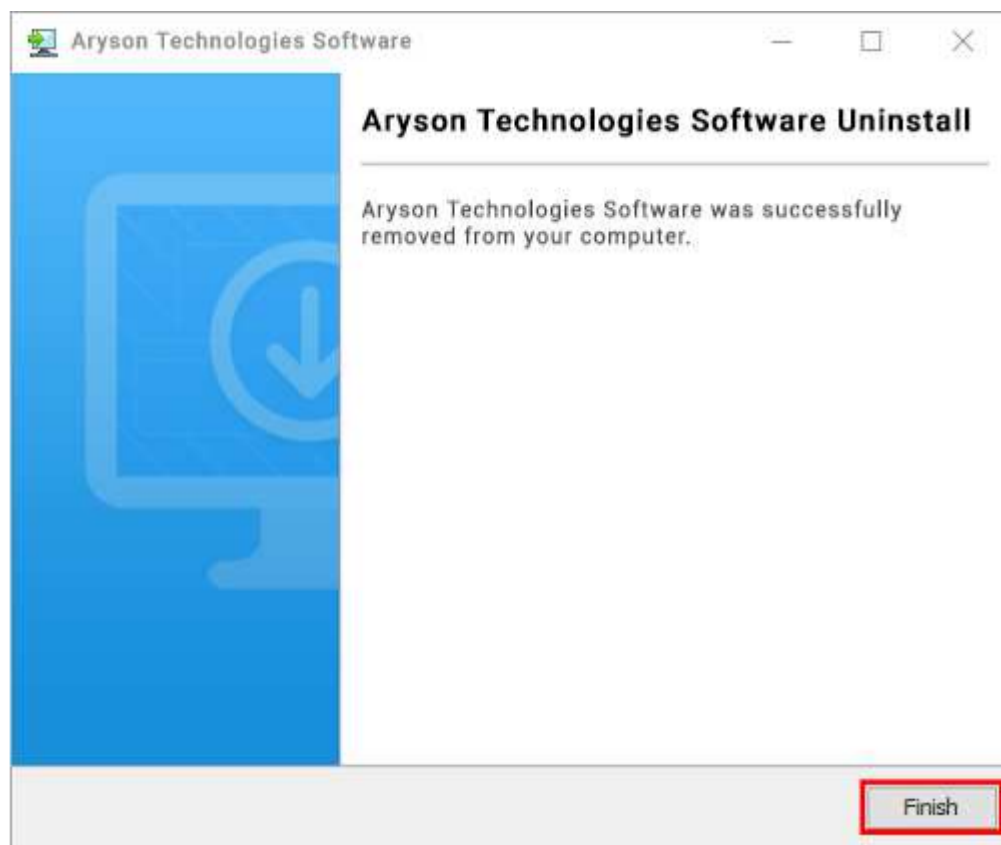 Aryson Technologies Software
Aryson Technologies Software Uninstall
Aryson Technologies Software was successfully
removed from your computer.
Finish